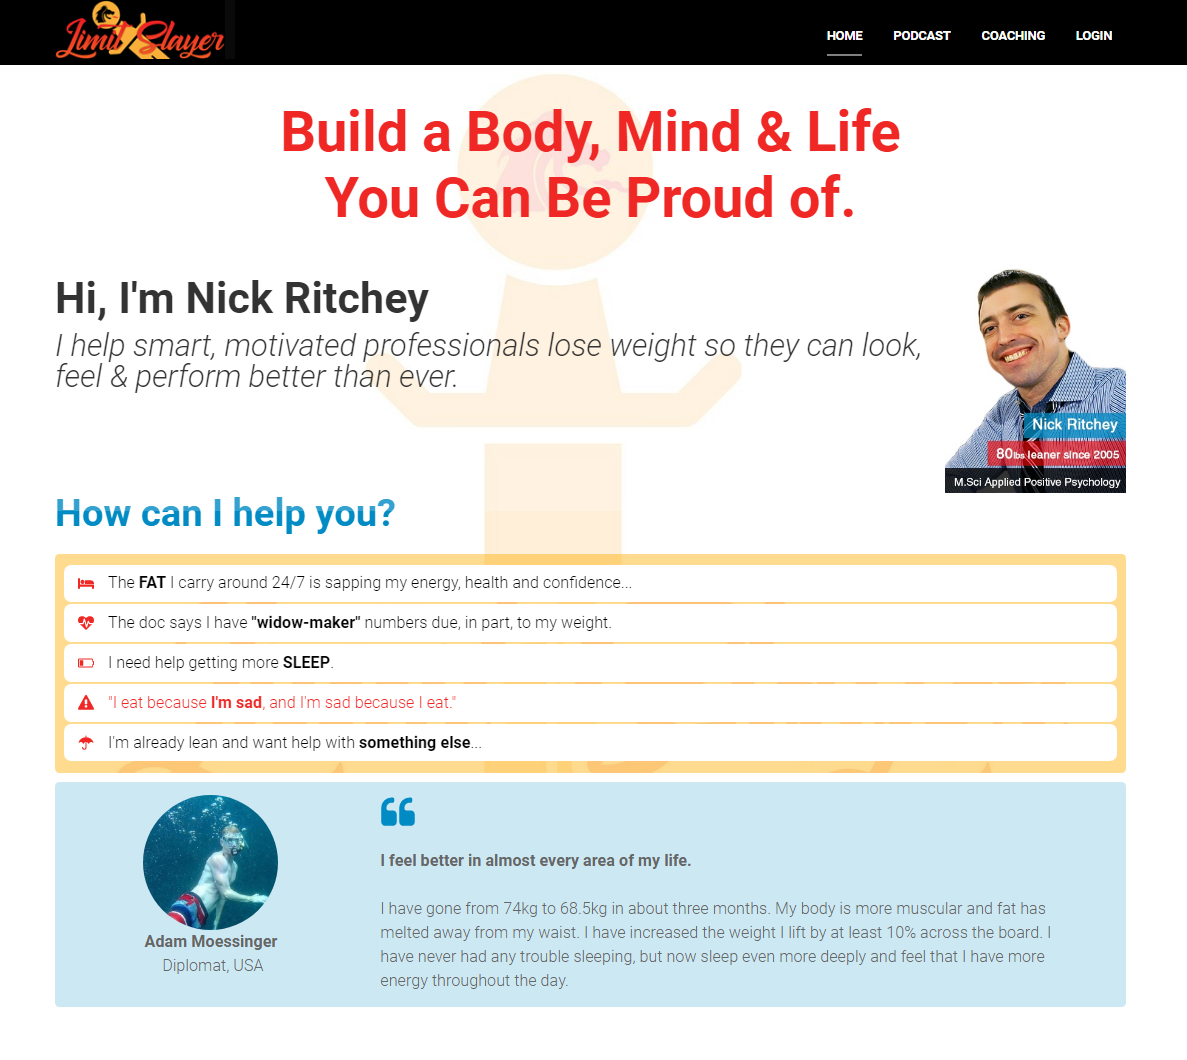 Limit Slayer
HOME PODCAST COACHING LOGIN
Build a Body, Mind & Life
You Can Be Proud of.
Hi, I'm Nick Ritchey
I help smart, motivated professionals lose weight so they can look,
feel & perform better than ever.
Nick Ritchey
80lbs leaner since 2005
M.Sci Applied Positive Psychology
How can I help you?
The FAT I carry around 24/7 is sapping my energy, health and confidence...
The doc says I have "widow-maker" numbers due, in part, to my weight.
I need help getting more SLEEP.
"I eat because I'm sad, and I'm sad because I eat."
I'm already lean and want help with something else...
I feel better in almost every area of my life.
I have gone from 74kg to 68.5kg in about three months. My body is more muscular and fat has
melted away from my waist. I have increased the weight I lift by at least 10% across the board. I
have never had any trouble sleeping, but now sleep even more deeply and feel that I have more
energy throughout the day.
Adam Moessinger
Diplomat, USA